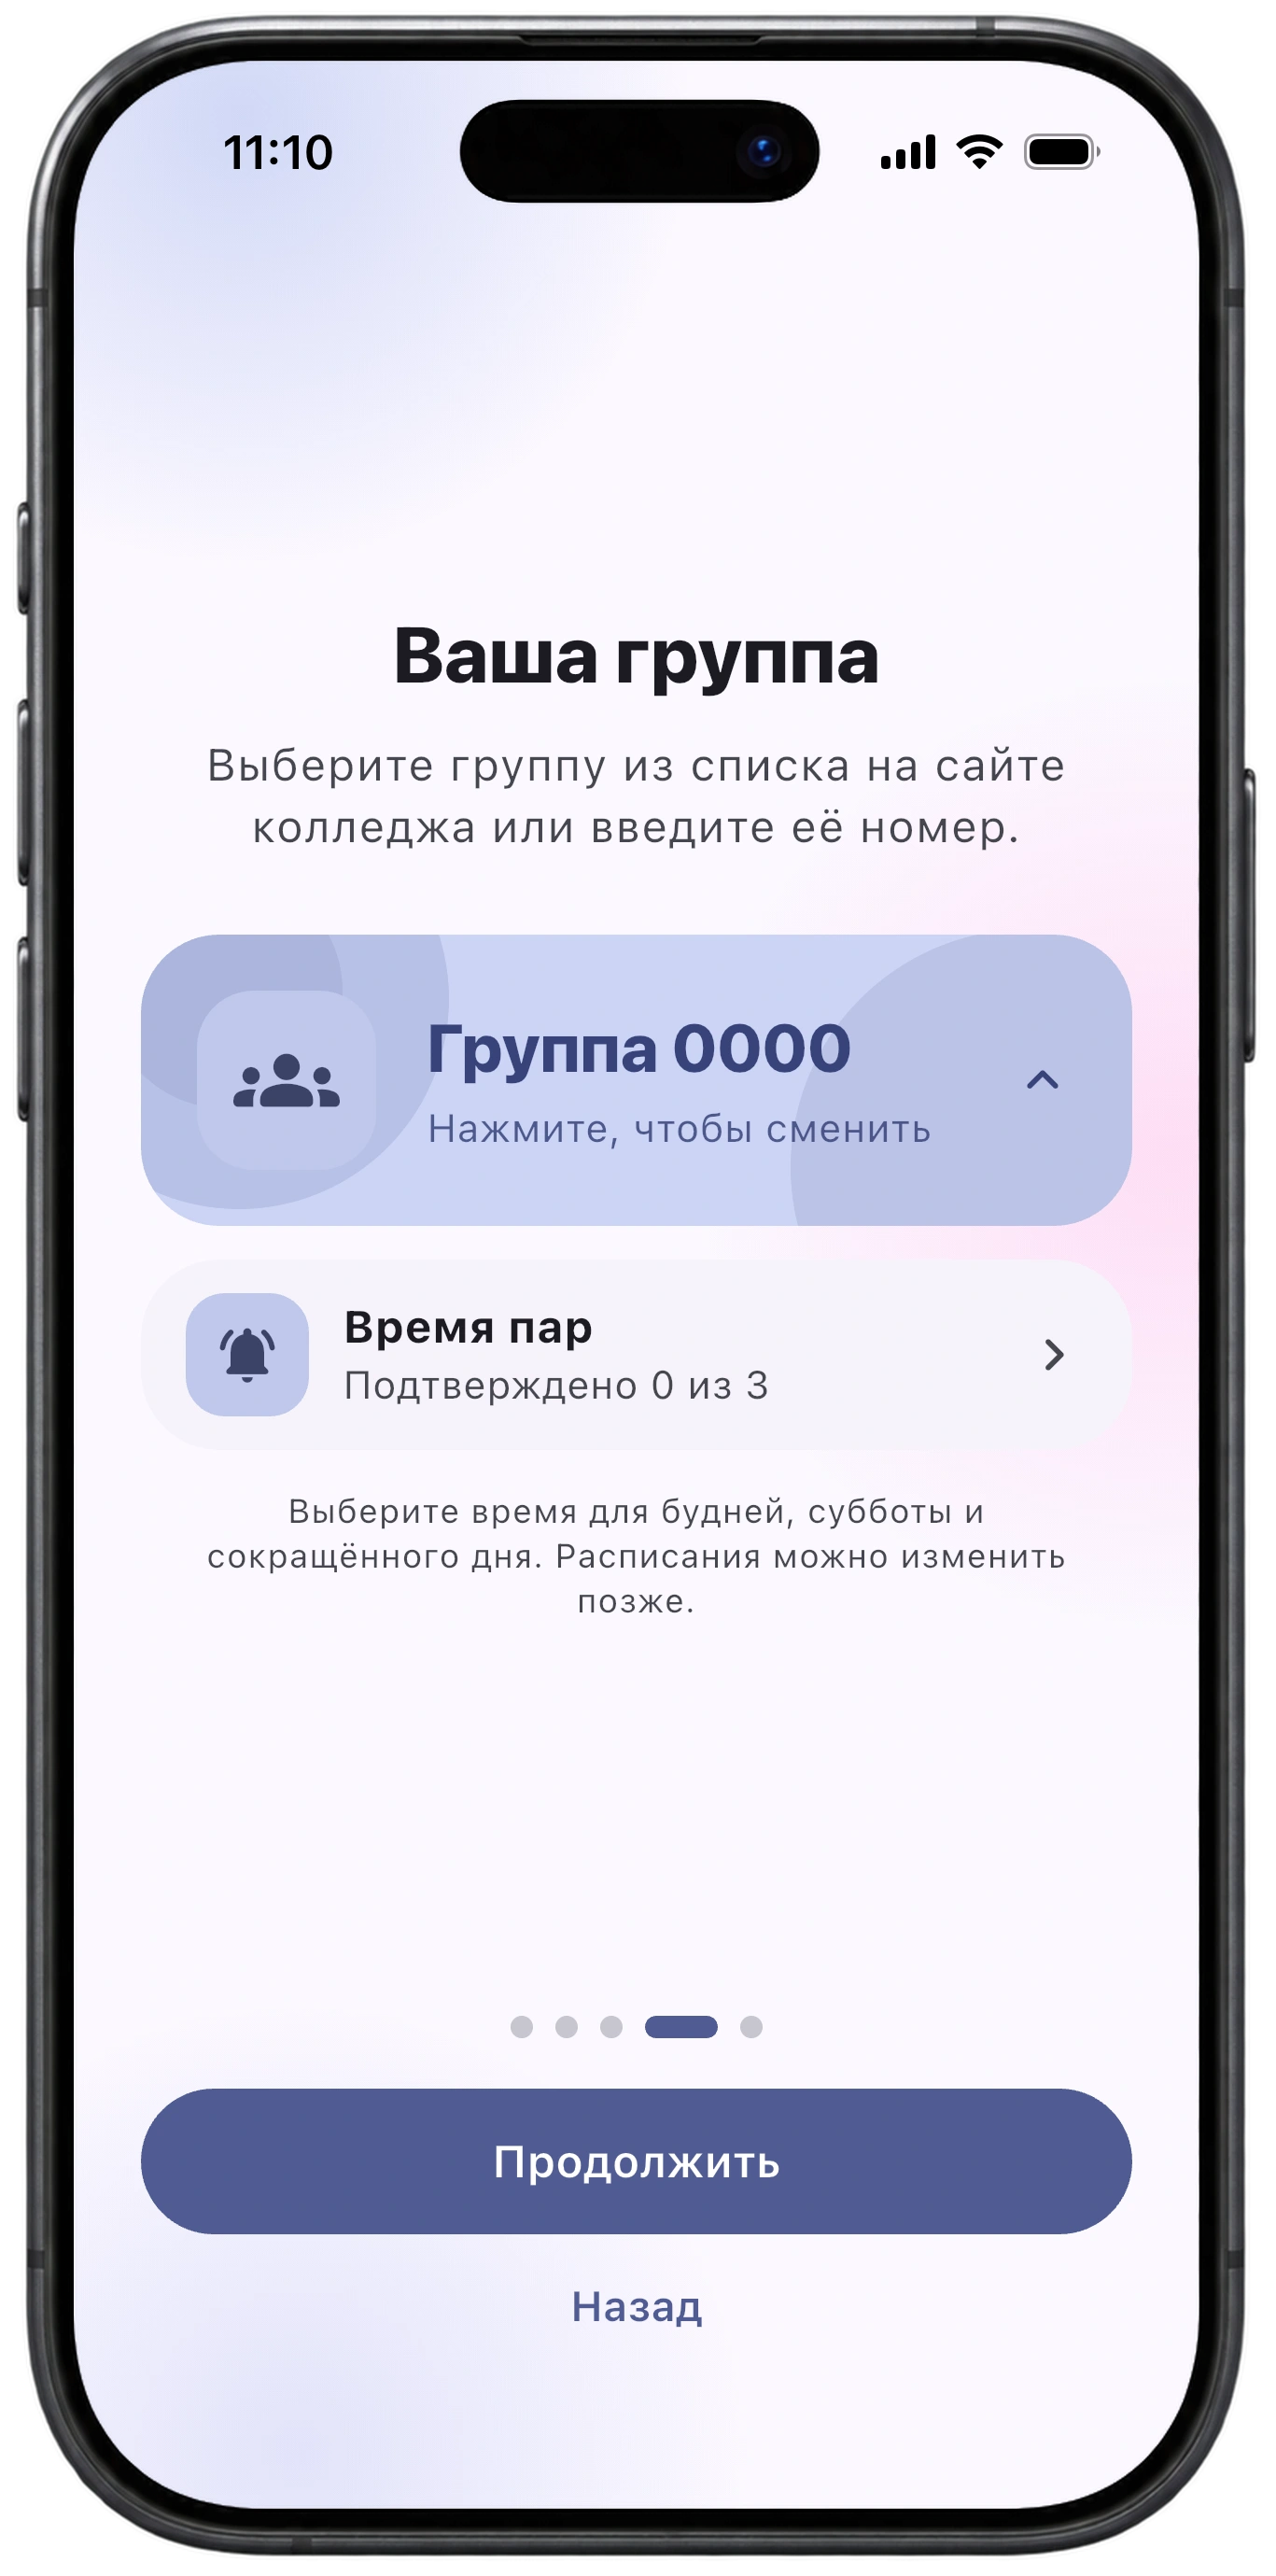 11:10
Ваша группа
Выберите группу из списка на сайте
колледжа или введите её номер.
Группа 0000
Нажмите, чтобы сменить
Время пар
Подтверждено 0 из 3
Выберите время для будней, субботы и
сокращённого дня. Расписания можно изменить
позже.
Продолжить
Назад